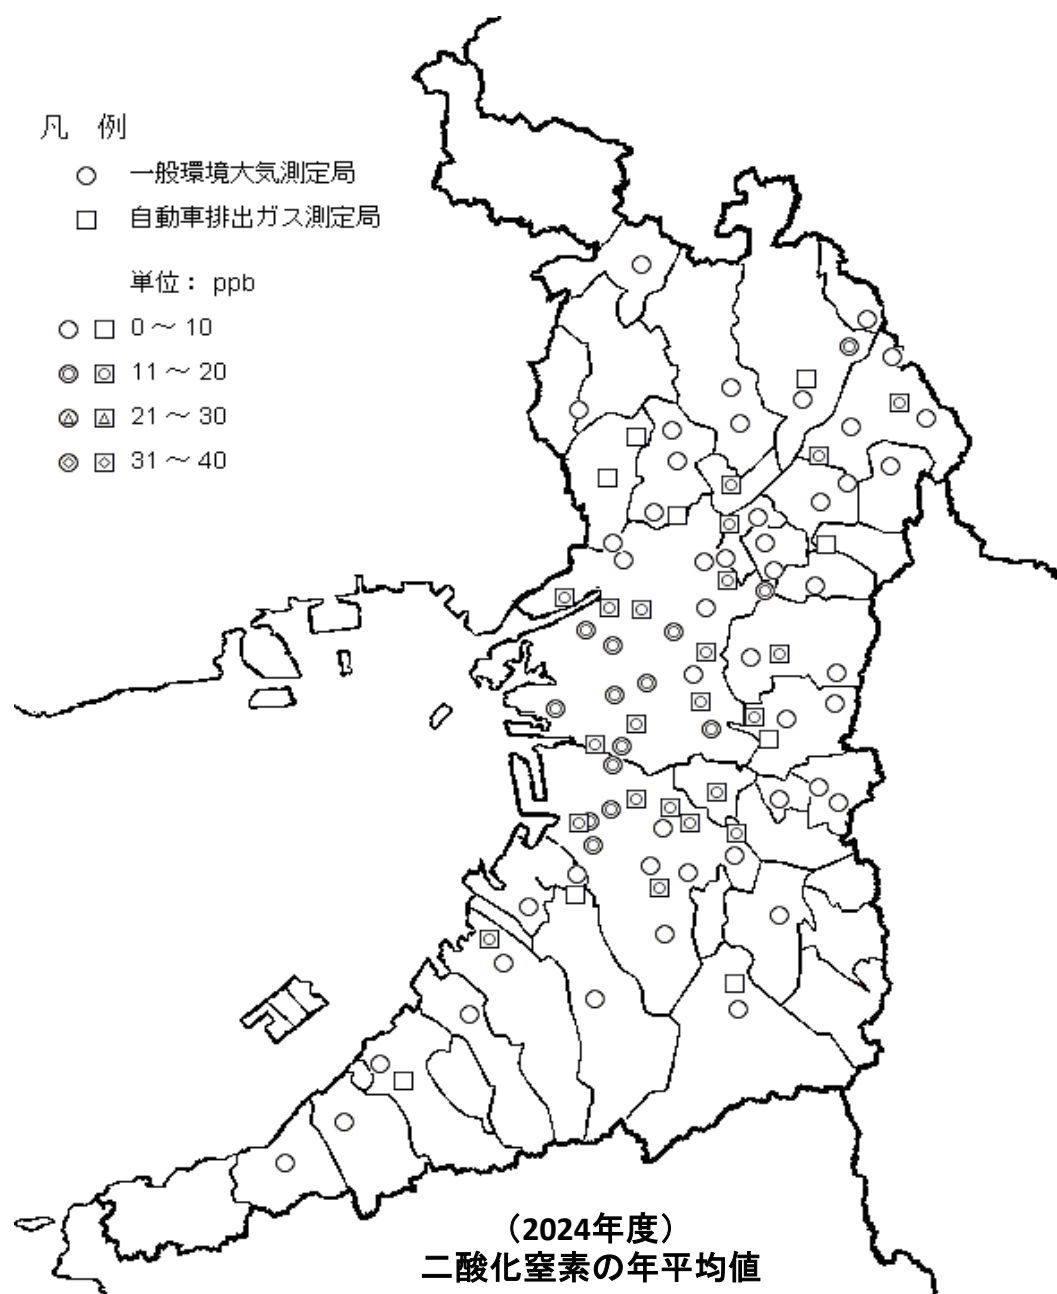 凡 例
一般環境大気測定局
自動車排出ガス測定局
単位： ppb
0～10
11～20
21～30
31～40
（2024年度）
二酸化窒素の年平均値